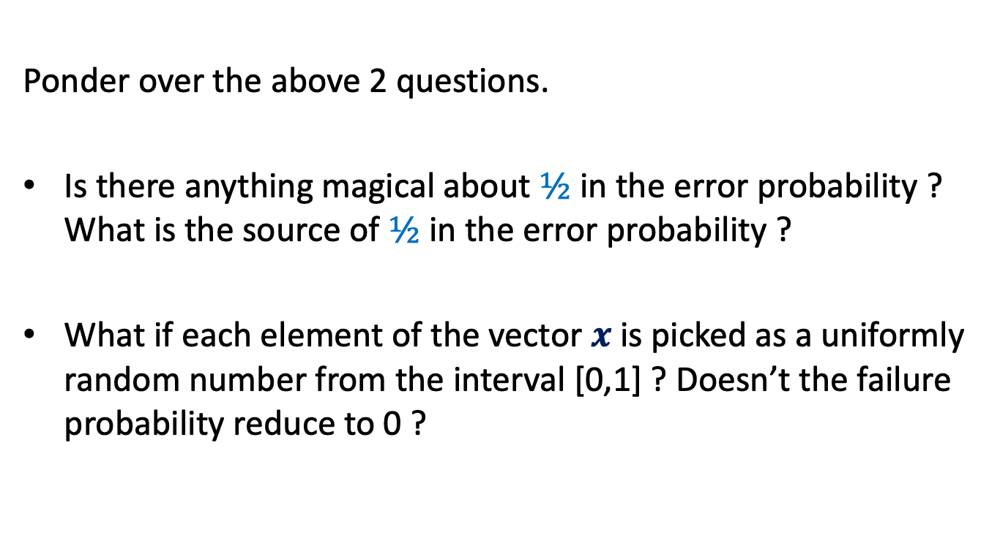 Ponder over the above 2 questions.
• Is there anything magical about ½ in the error probability ?
What is the source of ½ in the error probability ?
• What if each element of the vector x is picked as a uniformly
random number from the interval [0,1] ? Doesn’t the failure
probability reduce to 0 ?